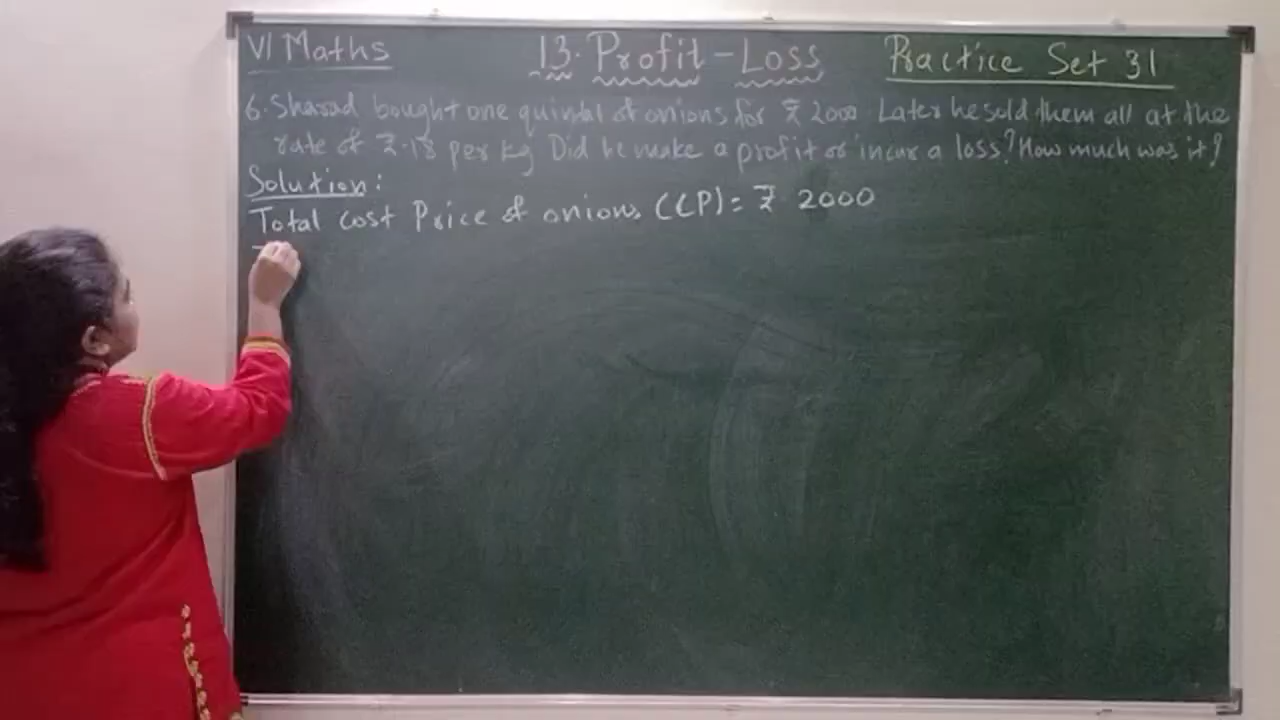 VI Maths
13. Profit - Loss
Practice Set 31
6. Sharad bought one quintal of onions for ₹ 2000 Later he sold them all at the
rate of ₹.18 per kg Did he make a profit or incur a loss? How much was it?
Solution:
Total Cost Price of onions (CP) = ₹ 2000